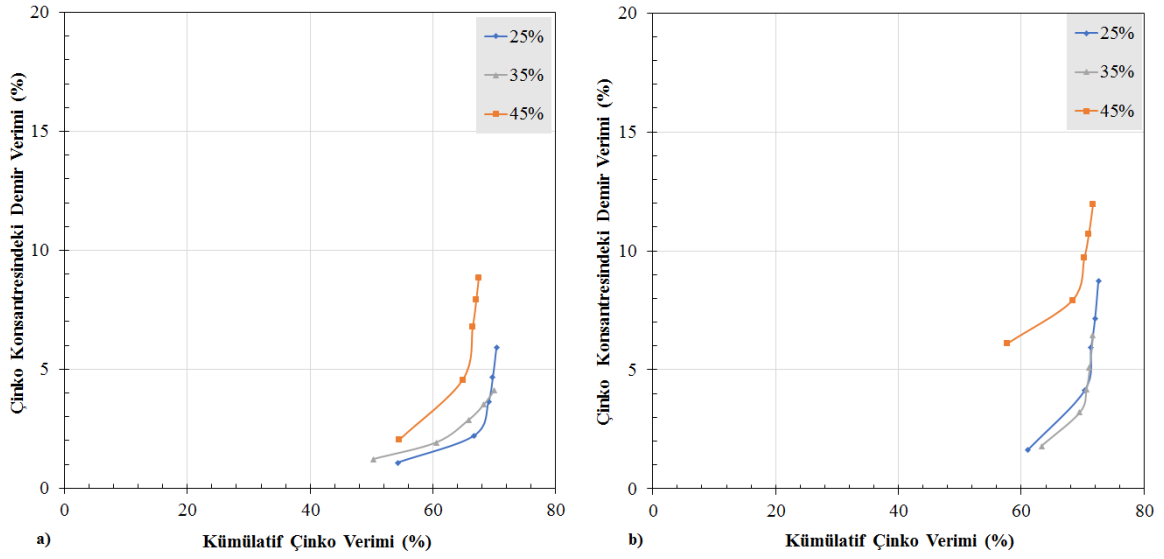 Çinko Konsantresindeki Demir Verimi (%)
20
15
10
5
0
25%
35%
45%
0 20 40 60 80
a) Kümülatif Çinko Verimi (%)
Çinko Konsantresindeki Demir Verimi (%)
20
15
10
5
0
25%
35%
45%
0 20 40 60 80
b) Kümülatif Çinko Verimi (%)